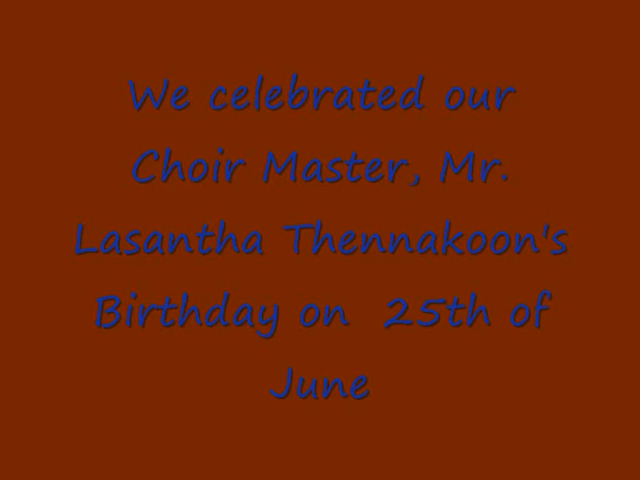 We celebrated our
Choir Master, Mr.
Lasantha Thennakoon's
Birthday on  25th of
June